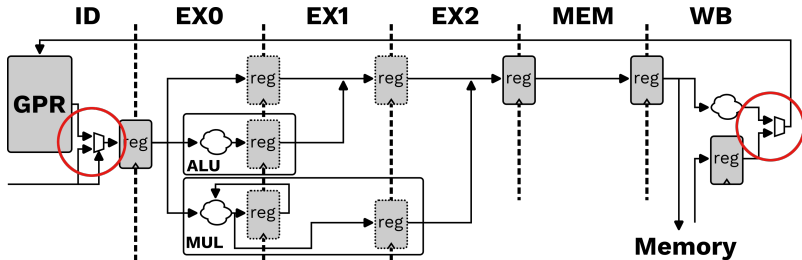 ID EX0 EX1 EX2 MEM WB
GPR
reg reg reg reg reg
reg
ALU
reg
reg
reg
reg
MUL
Memory